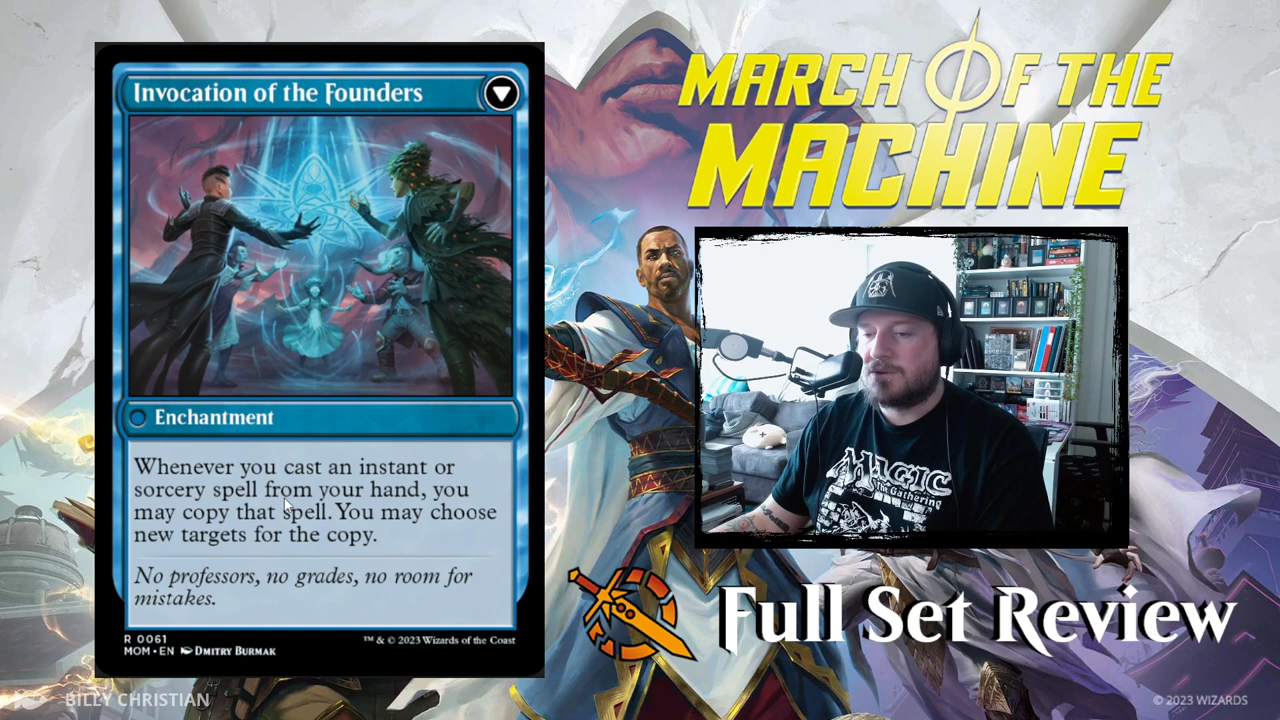 Invocation of the Founders
Enchantment
Whenever you cast an instant or
sorcery spell from your hand, you
may copy that spell. You may choose
new targets for the copy.
No professors, no grades, no room for
mistakes.
R 0061
MOM • EN DMITRY BURMAK
™ & © 2023 Wizards of the Coast
BILLY CHRISTIAN
MARCH OF THE
MACHINE
MAGIC
the Gathering
Full Set Review
© 2023 WIZARDS